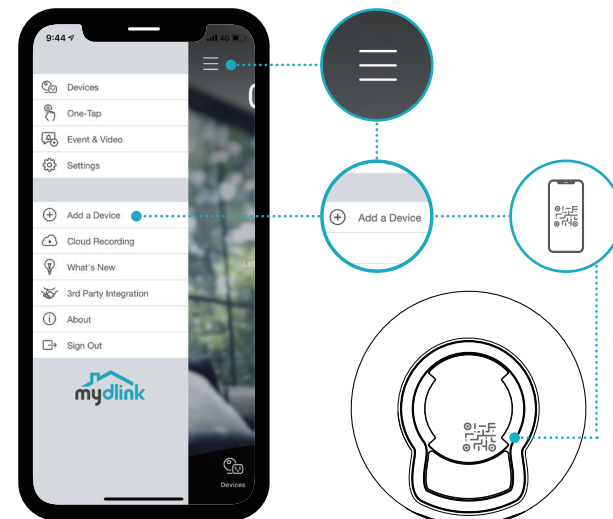 9:44
4G
Devices
One-Tap
Event & Video
Settings
Add a Device
Cloud Recording
What's New
3rd Party Integration
About
Sign Out
mydlink
Devices
Add a Device